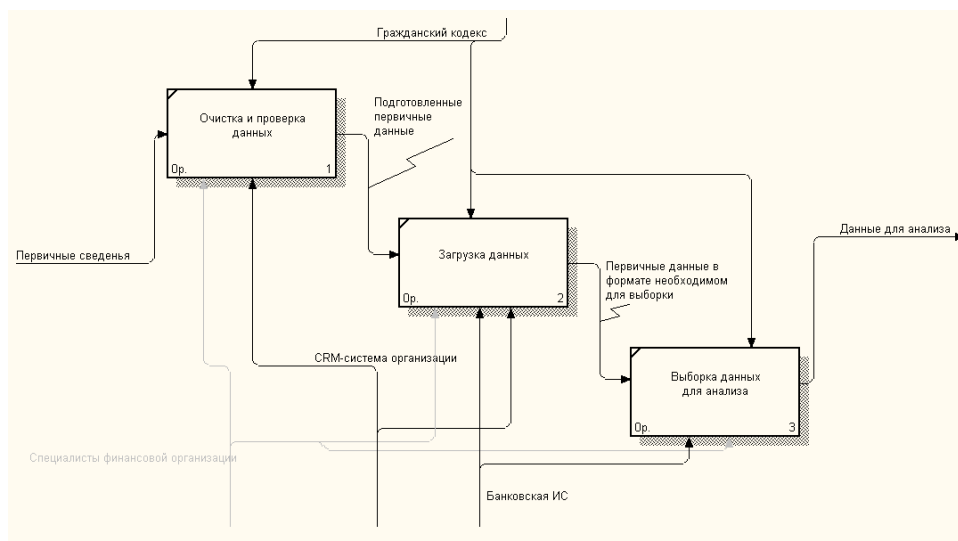 Гражданский кодекс
Очистка и проверка
данных
0р.
1
Подготовленные
первичные
данные
Первичные сведенья
Загрузка данных
0р.
2
Данные для анализа
Первичные данные в
формате необходимом
для выборки
CRM-система организации
Выборка данных
для анализа
0р.
3
Специалисты финансовой организации
Банковская ИС